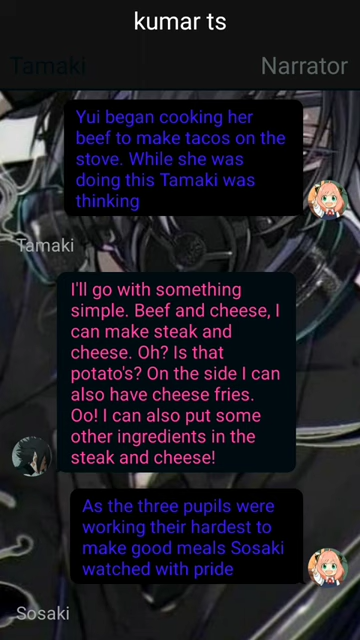 kumar ts
Tamaki
Narrator
Yui began cooking her
beef to make tacos on the
stove. While she was
doing this Tamaki was
thinking
Tamaki
I'll go with something
simple. Beef and cheese, I
can make steak and
cheese. Oh? Is that
potato's? On the side I can
also have cheese fries.
Oo! I can also put some
other ingredients in the
steak and cheese!
As the three pupils were
working their hardest to
make good meals Sosaki
watched with pride
Sosaki